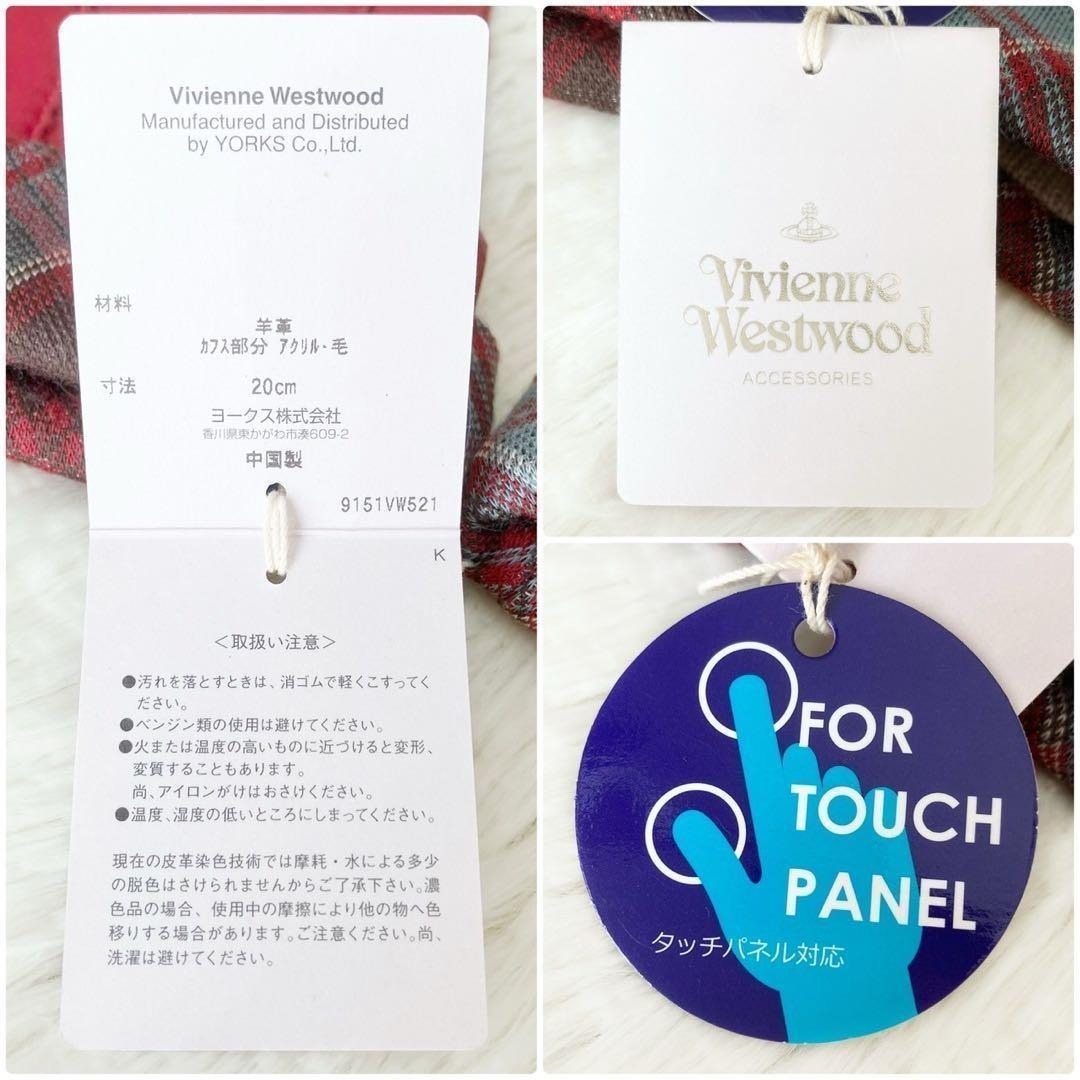 Vivienne Westwood
Manufactured and Distributed
by YORKS Co.,Ltd.
材料
羊革
ｶﾌｽ部分 ｱｸﾘﾙ・毛
寸法
20cm
ヨークス株式会社
香川県東かがわ市湊609-2
中国製
9151VW521
K
＜取扱い注意＞
●汚れを落とすときは、消ゴムで軽くこすってく
ださい。
●ベンジン類の使用は避けてください。
●火または温度の高いものに近づけると変形、
変質することもあります。
尚、アイロンがけはおさけください。
●温度、湿度の低いところにしまってください。
現在の皮革染色技術では摩耗・水による多少
の脱色はさけられませんからご了承下さい。濃
色品の場合、使用中の摩擦により他の物へ色
移りする場合があります。ご注意ください。尚、
洗濯は避けてください。
Vivienne
Westwood
ACCESSORIES
FOR
TOUCH
PANEL
タッチパネル対応